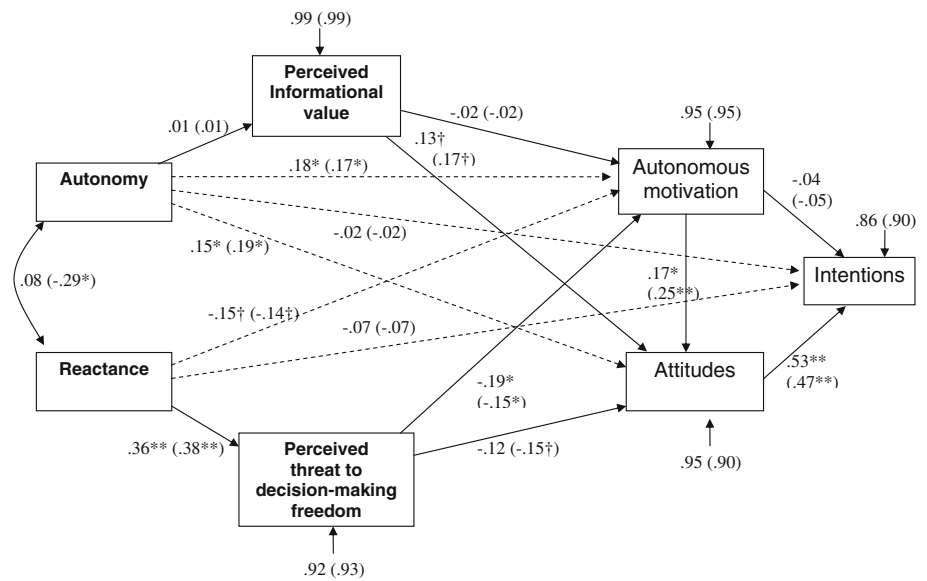 .99 (.99)
Perceived
Informational
value
.01 (.01)
-.02 (-.02)
.95 (.95)
.13†
(.17†)
Autonomy
.18* (.17*)
Autonomous
motivation
-.04
(-.05)
.86 (.90)
.15* (.19*)
-.02 (-.02)
Intentions
.08 (-.29*)
.17*
(.25**)
-.15† (-.14†)
-.07 (-.07)
Reactance
Attitudes
.53**
(.47**)
-.19*
(-.15*)
.36** (.38**)
Perceived
threat to
decision-making
freedom
-.12 (-.15†)
.95 (.90)
.92 (.93)